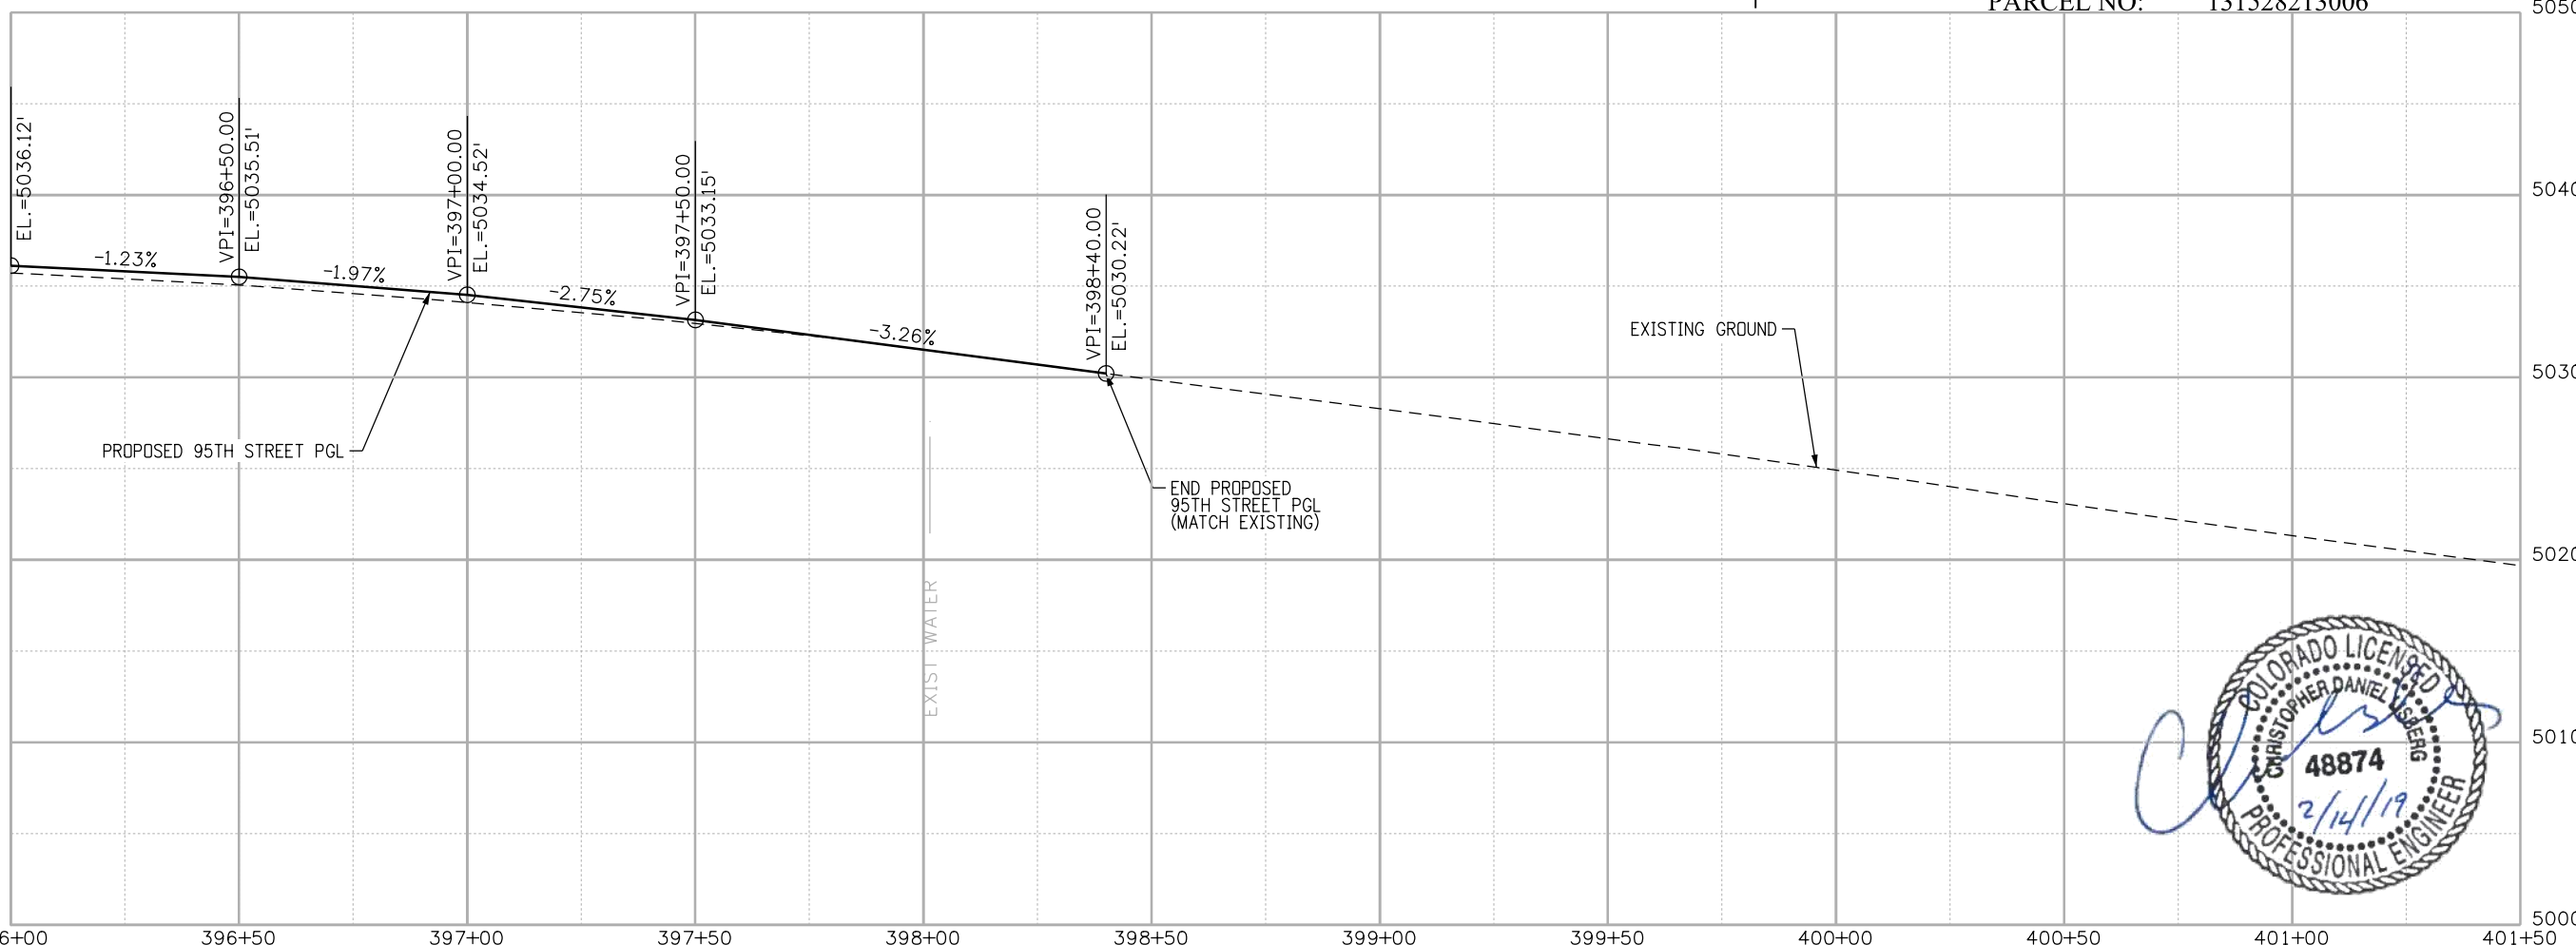 PARCEL NO: 131528213006
5050
EL.=5036.12'
VPI=396+50.00
EL.=5035.51'
VPI=397+00.00
EL.=5034.52'
VPI=397+50.00
EL.=5033.15'
VPI=398+40.00
EL.=5030.22'
5040
-1.23%
-1.97%
-2.75%
-3.26%
EXISTING GROUND
5030
PROPOSED 95TH STREET PGL
END PROPOSED
95TH STREET PGL
(MATCH EXISTING)
5020
EXIST WATER
COLORADO LICENSED
CHRISTOPHER DANIEL
48874
2/14/19
PROFESSIONAL ENGINEER
5010
5000
6+00 396+50 397+00 397+50 398+00 398+50 399+00 399+50 400+00 400+50 401+00 401+50